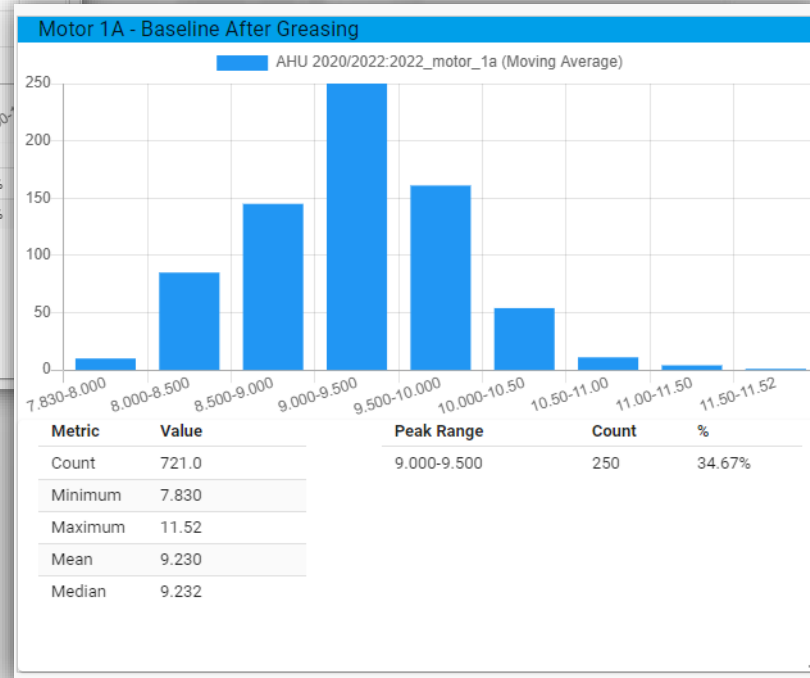 Motor 1A - Baseline After Greasing
AHU 2020/2022:2022_motor_1a (Moving Average)
250
200
150
100
50
0
7.830-8.000
8.000-8.500
8.500-9.000
9.000-9.500
9.500-10.000
10.000-10.50
10.50-11.00
11.00-11.50
11.50-11.52
Metric Value
Count 721.0
Minimum 7.830
Maximum 11.52
Mean 9.230
Median 9.232
Peak Range Count %
9.000-9.500 250 34.67%